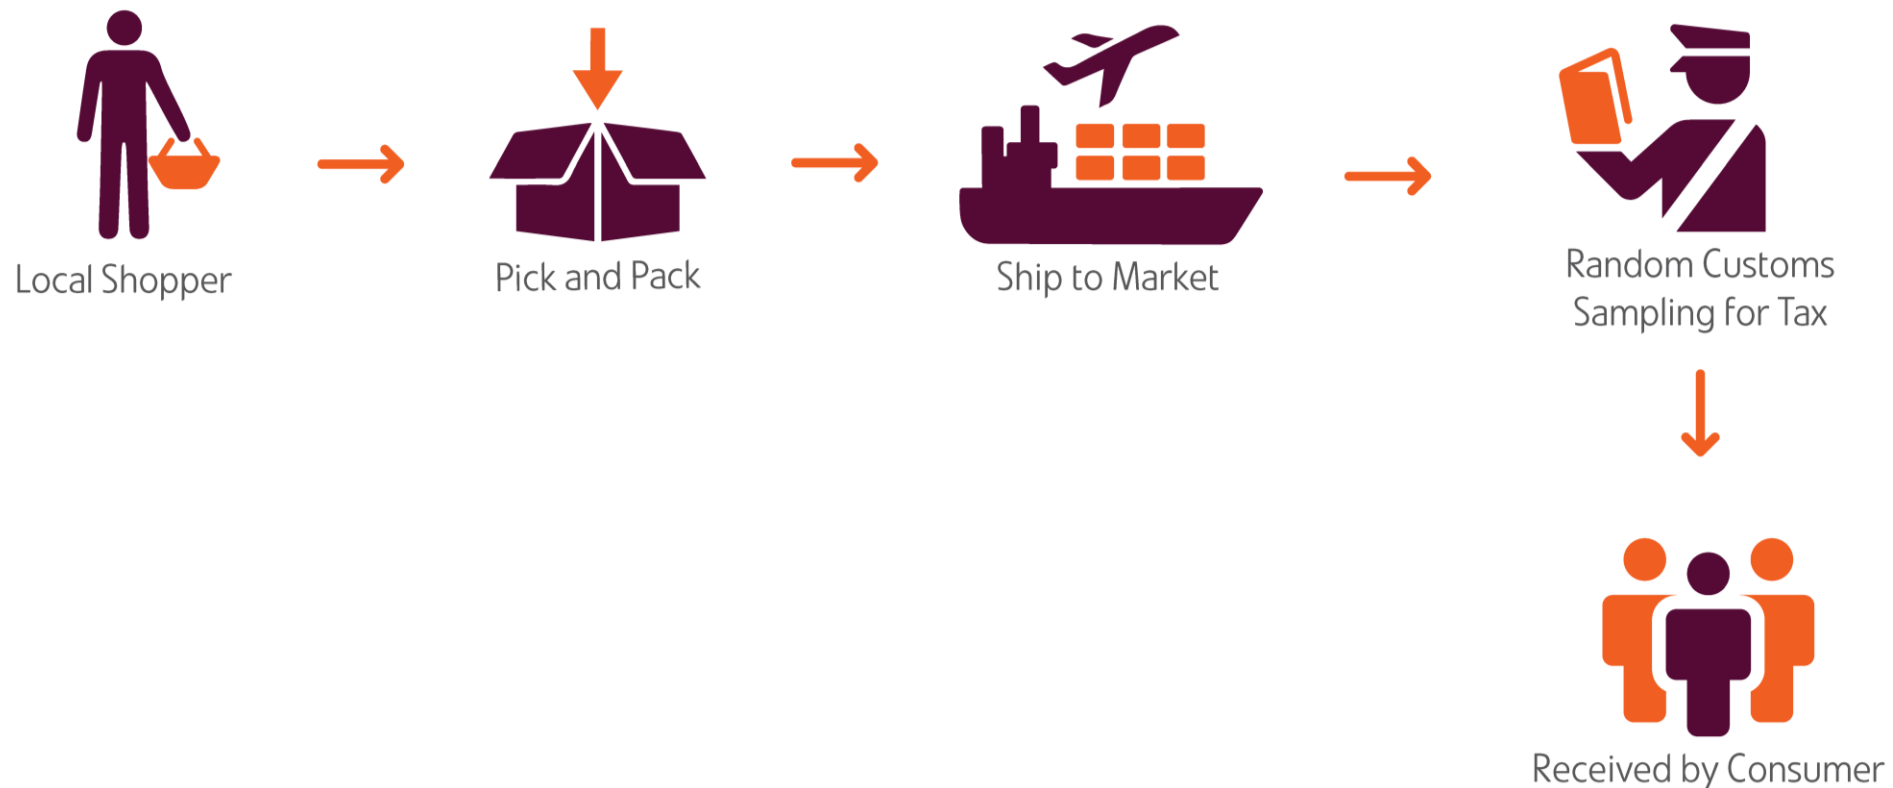 Local Shopper
Pick and Pack
Ship to Market
Random Customs
Sampling for Tax
Received by Consumer